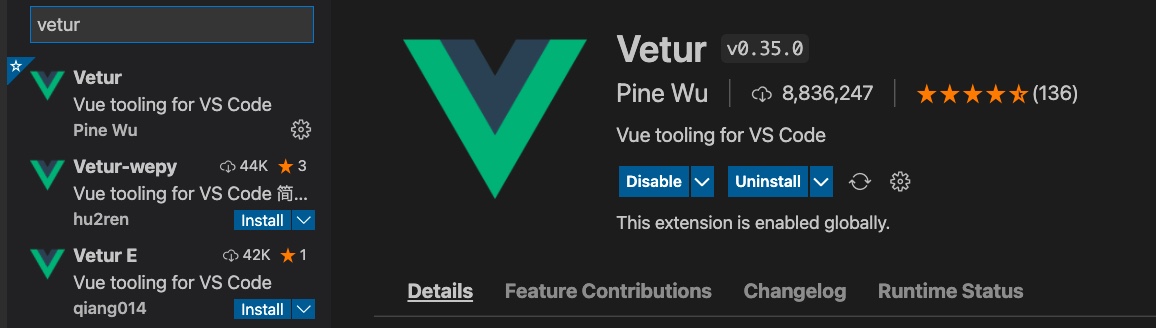 vetur
Vetur
Vue tooling for VS Code
Pine Wu
Vetur-wepy 44K 3
Vue tooling for VS Code 简...
hu2ren Install
Vetur E 42K 1
Vue tooling for VS Code
qiang014 Install
Vetur v0.35.0
Pine Wu 8,836,247 (136)
Vue tooling for VS Code
Disable Uninstall
This extension is enabled globally.
Details Feature Contributions Changelog Runtime Status